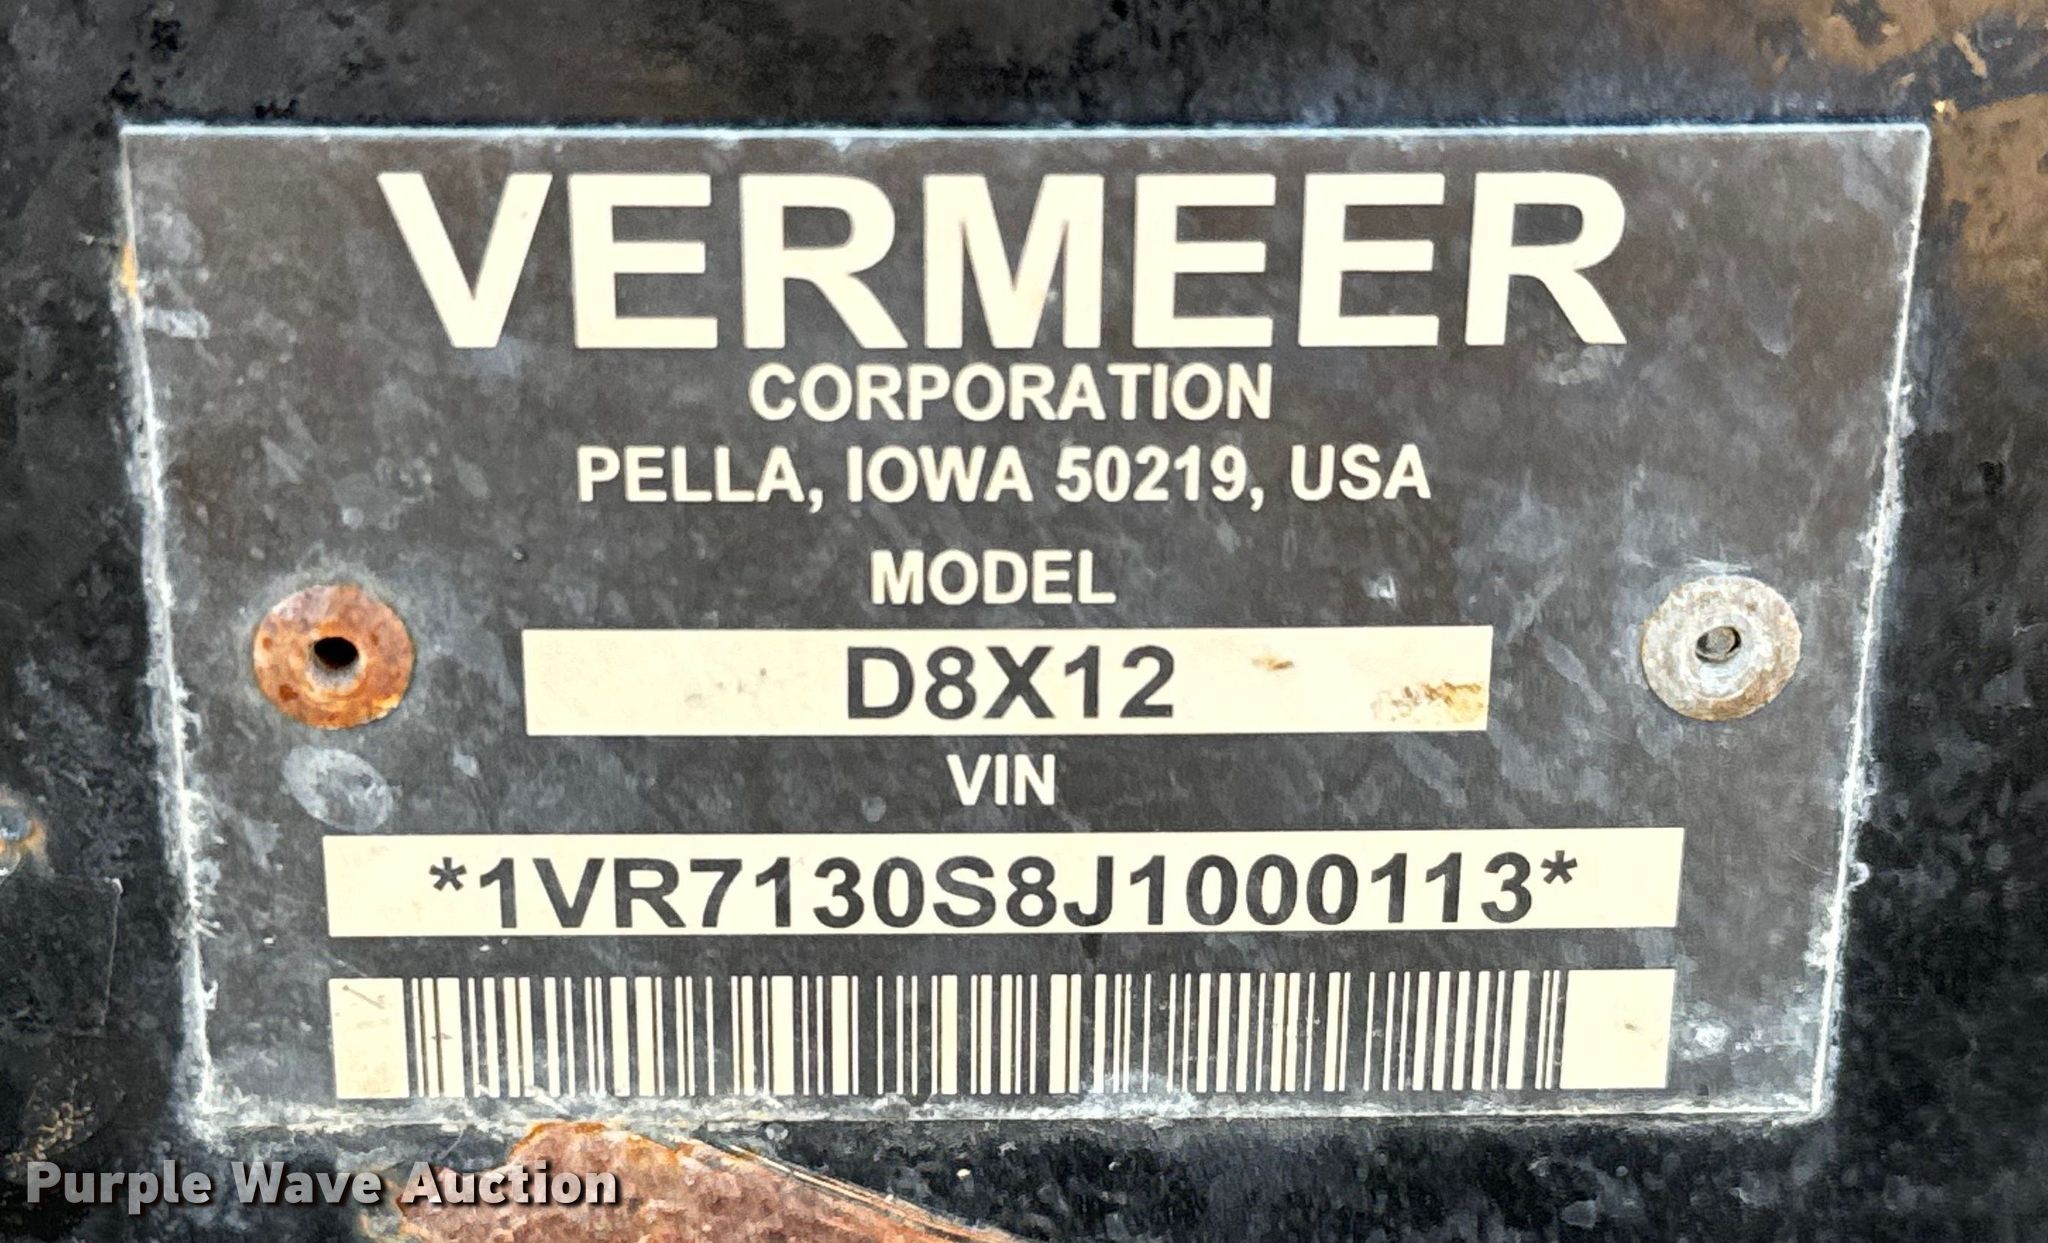 VERMEER
CORPORATION
PELLA, IOWA 50219, USA
MODEL
D8X12
VIN
*1VR7130S8J1000113*
Purple Wave Auction